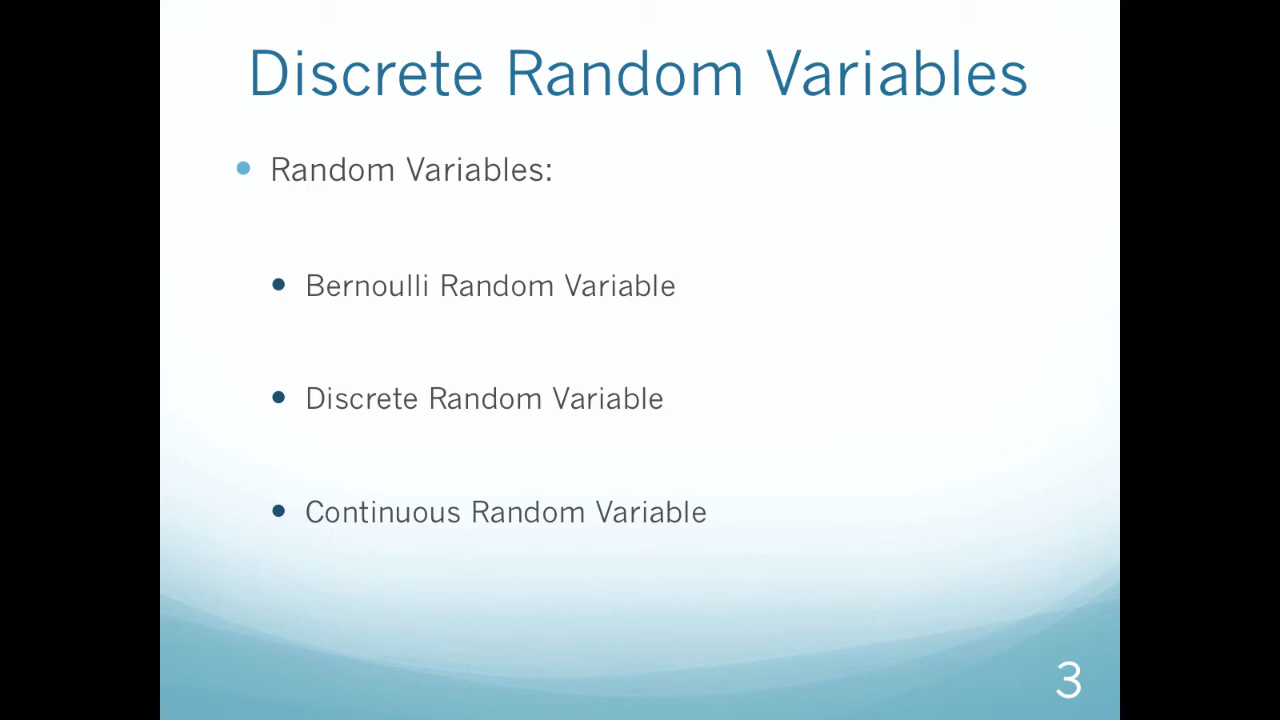 Discrete Random Variables
Random Variables:
Bernoulli Random Variable
Discrete Random Variable
Continuous Random Variable
3